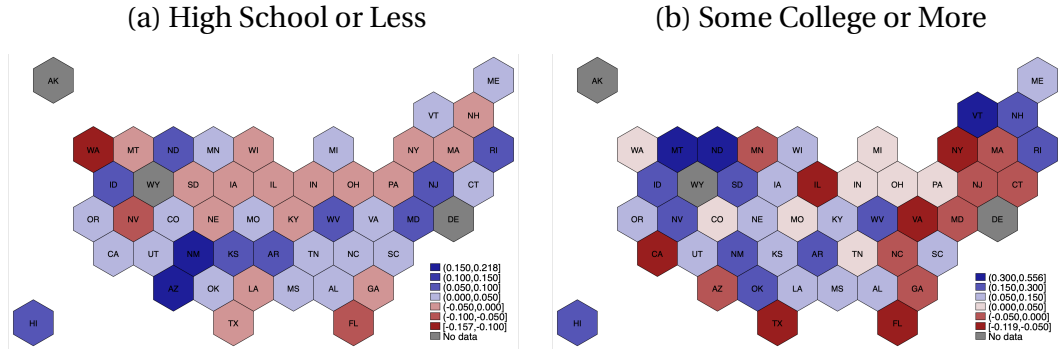 (a) High School or Less
(b) Some College or More
AK
ME
VT NH
WA MT ND MN WI MI NY MA RI
ID WY SD IA IL IN OH PA NJ CT
OR NV CO NE MO KY WV VA MD DE
CA UT NM KS AR TN NC SC
AZ OK LA MS AL GA
HI TX FL
(0.150,0.218]
(0.100,0.150]
(0.050,0.100]
(0.000,0.050]
(-0.050,0.000]
(-0.100,-0.050]
[-0.157,-0.100]
No data
AK
ME
VT NH
WA MT ND MN WI MI NY MA RI
ID WY SD IA IL IN OH PA NJ CT
OR NV CO NE MO KY WV VA MD DE
CA UT NM KS AR TN NC SC
AZ OK LA MS AL GA
HI TX FL
(0.300,0.556]
(0.150,0.300]
(0.050,0.150]
(0.000,0.050]
(-0.050,0.000]
[-0.119,-0.050]
No data